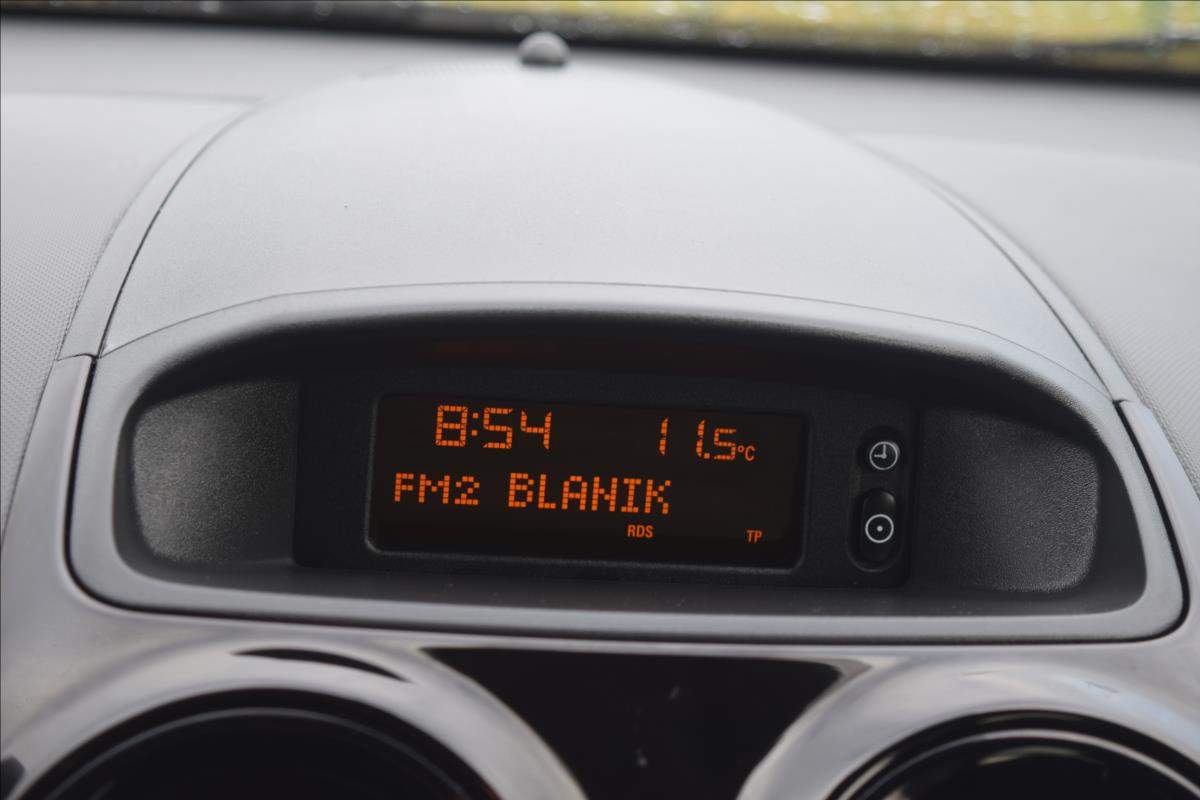 8:54 11.5°C
FM2 BLANIK
RDS TP